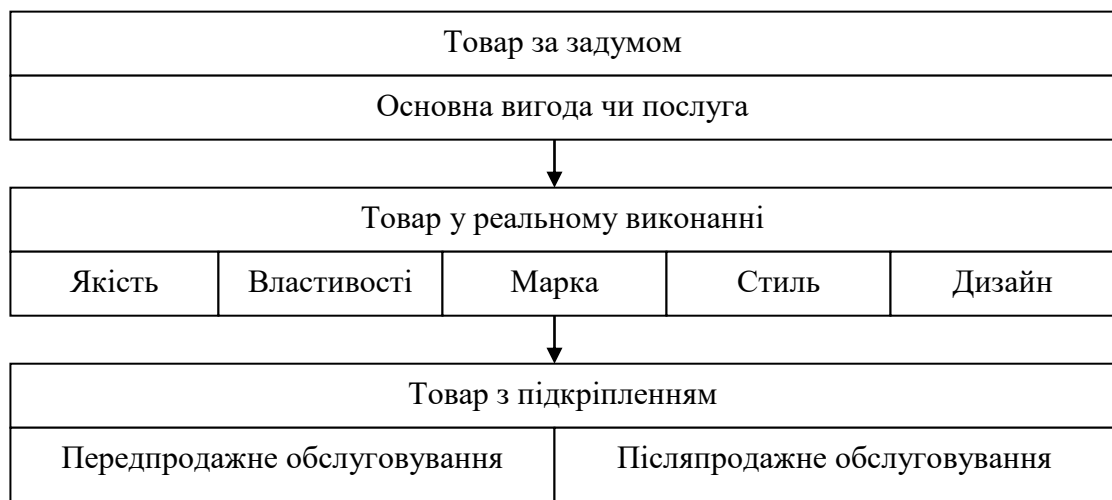 Товар за задумом
Основна вигода чи послуга
Товар у реальному виконанні
Якість Властивості Марка Стиль Дизайн
Товар з підкріпленням
Передпродажне обслуговування Післяпродажне обслуговування